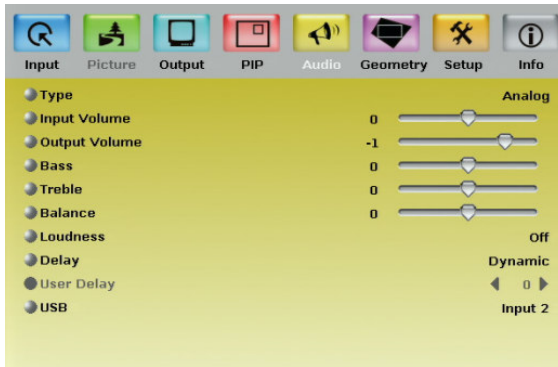 Input Picture Output PIP Audio Geometry Setup Info
Type Analog
Input Volume 0
Output Volume -1
Bass 0
Treble 0
Balance 0
Loudness Off
Delay Dynamic
User Delay 0
USB Input 2